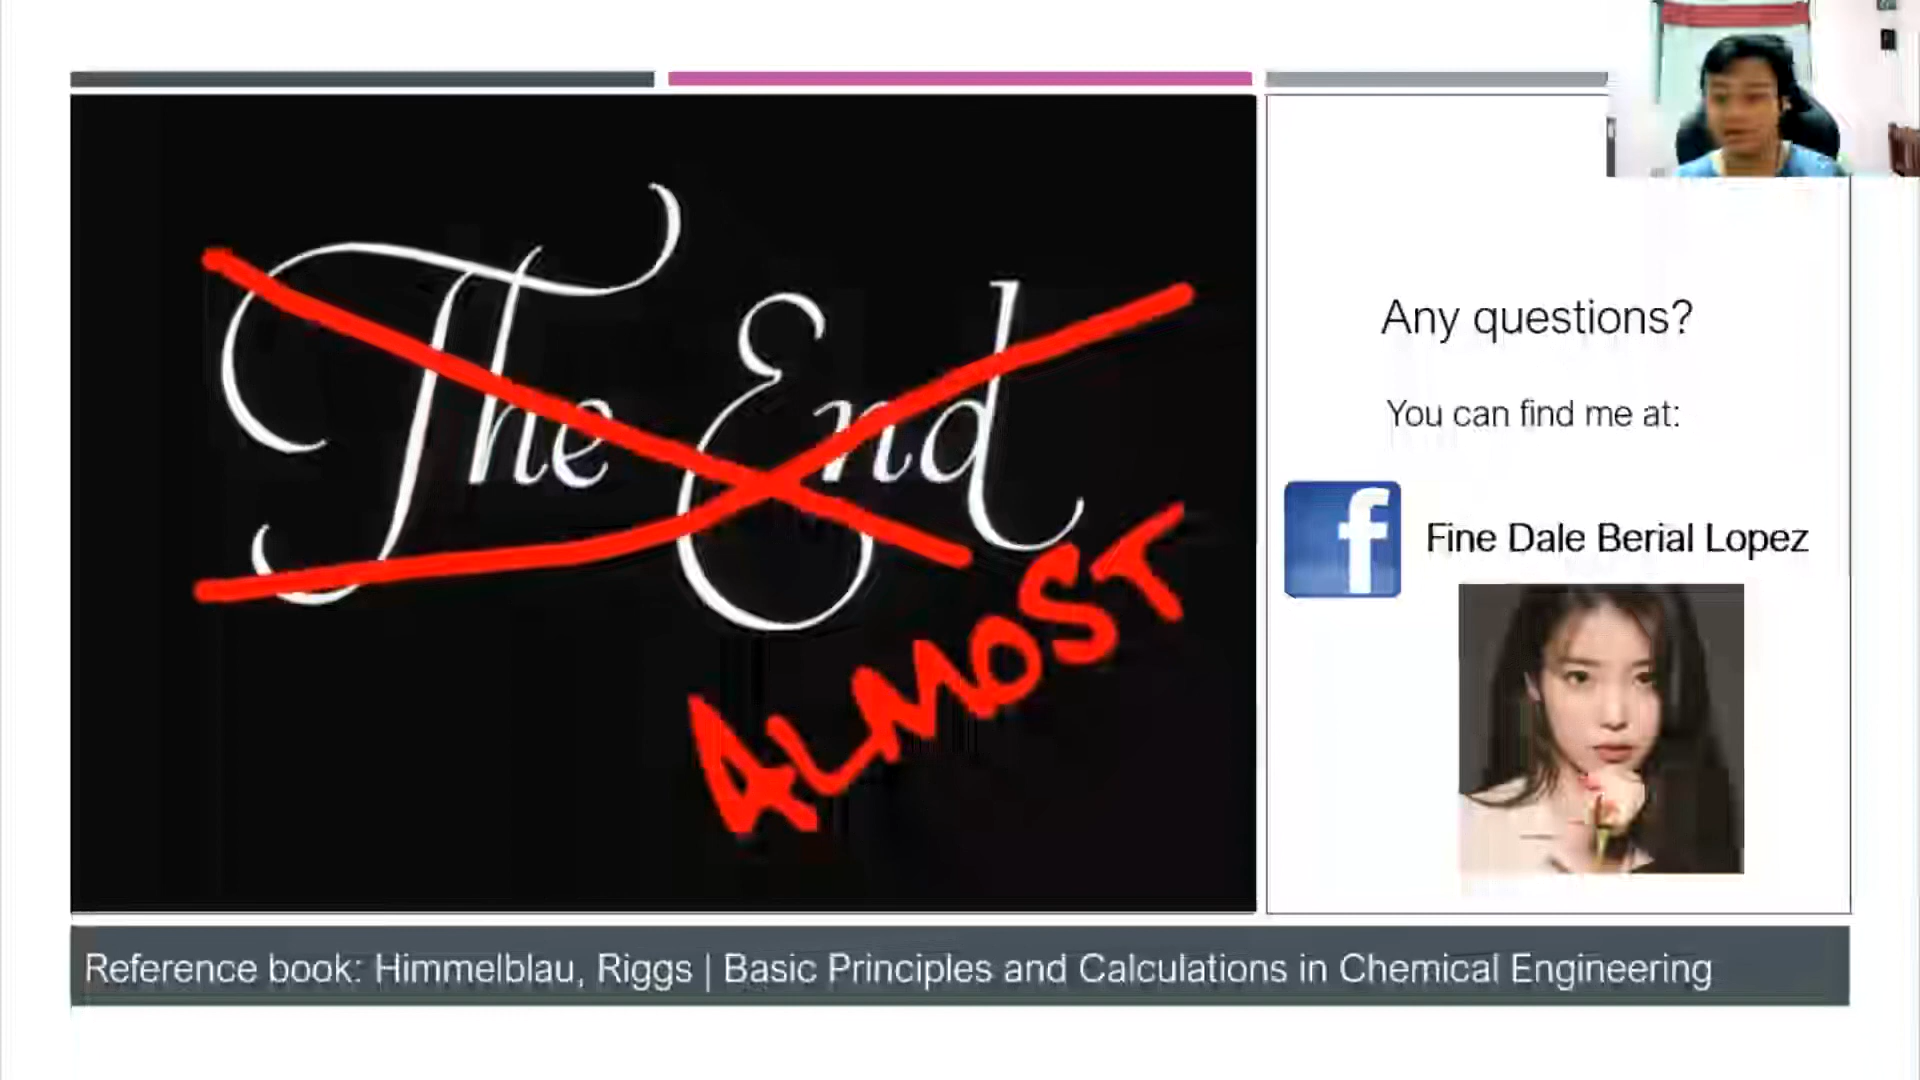 The End
ALMOST
Any questions?
You can find me at:
f
Fine Dale Berial Lopez
Reference book: Himmelblau, Riggs | Basic Principles and Calculations in Chemical Engineering